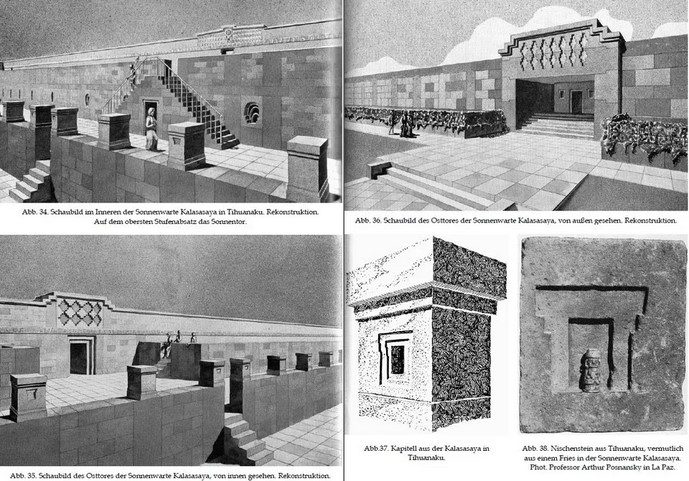 Abb. 34. Schaubild im Inneren der Sonnenwarte Kalasasaya in Tihuanaku. Rekonstruktion.
Auf dem obersten Stufenabsatz das Sonnentor.
Abb. 36. Schaubild des Osttores der Sonnenwarte Kalasasaya, von außen gesehen. Rekonstruktion.
Abb. 35. Schaubild des Osttores der Sonnenwarte Kalasasaya, von innen gesehen. Rekonstruktion.
Abb.37. Kapitell aus der Kalasasaya in
Tihuanaku.
Abb. 38. Nischenstein aus Tihuanaku, vermutlich
aus einem Fries in der Sonnenwarte Kalasasaya.
Phot. Professor Arthur Posnansky in La Paz.